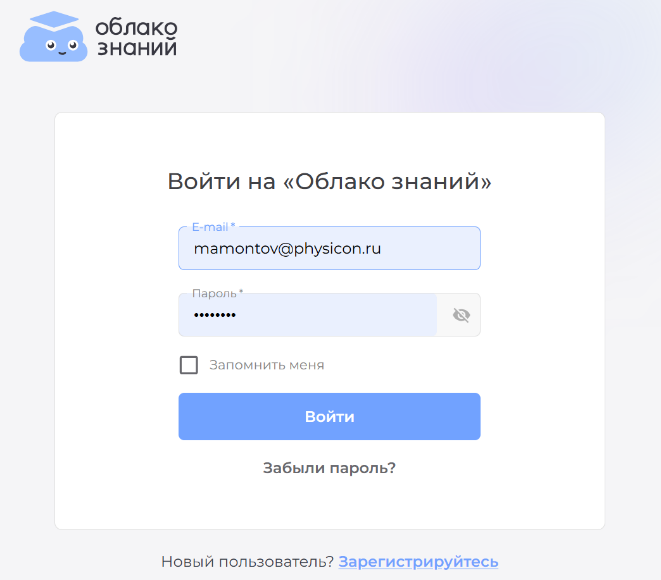 облако
знаний
Войти на «Облако знаний»
E-mail *
mamontov@physicon.ru
Пароль *
••••••••
Запомнить меня
Войти
Забыли пароль?
Новый пользователь? Зарегистрируйтесь